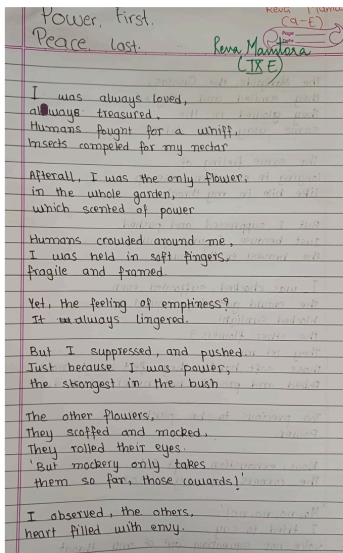 Power, First.
Peace, Last.
Reva Mamtora
(IX E)
(9-E)
Page
Date
I was always loved,
always treasured.
Humans fought for a whiff,
Insects competed for my nectar
Afterall, I was the only flower,
in the whole garden,
which scented of power
Humans crowded around me,
I was held in soft fingers,
fragile and framed.
Yet, the feeling of emptiness?
It always lingered.
But I suppressed, and pushed.
Just because I was power,
the strongest in the bush
The other flowers,
They scoffed and mocked,
They rolled their eyes.
'But mockery only takes
them so far, those cowards!'
I observed, the others,
heart filled with envy.